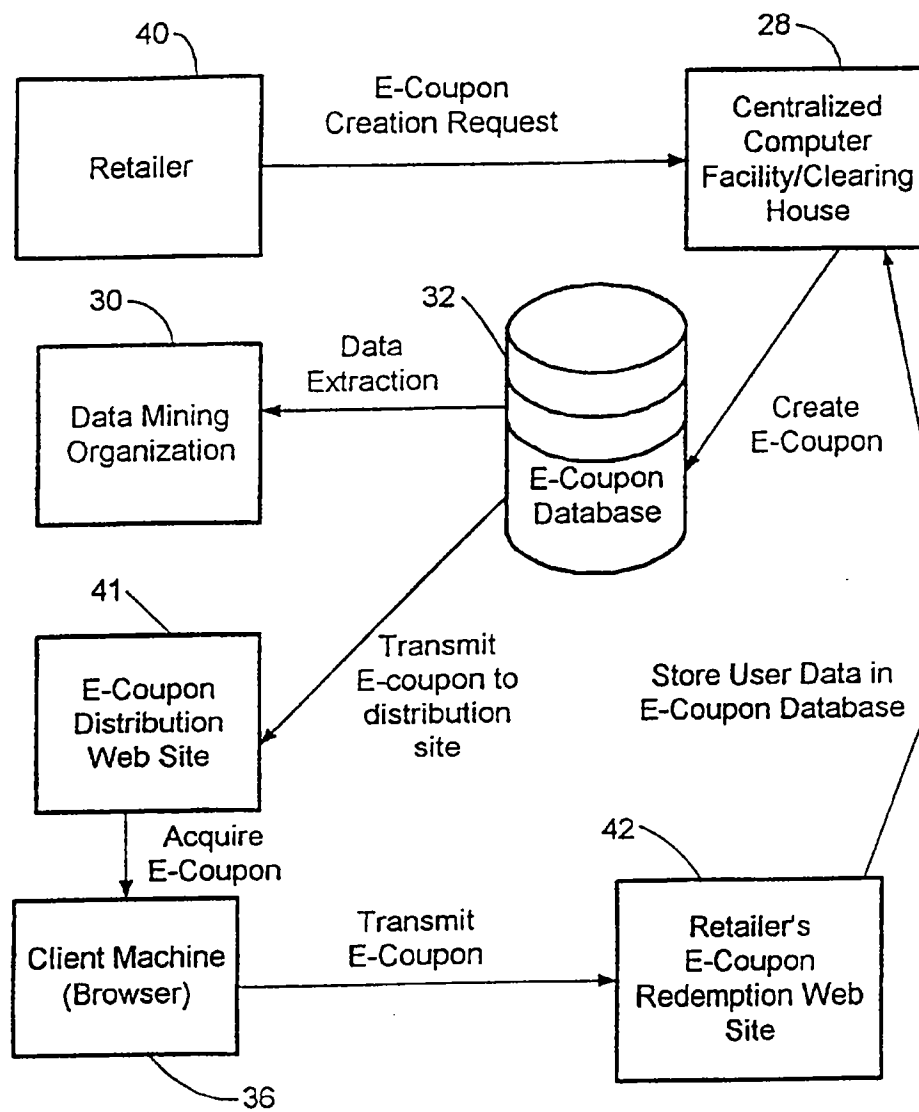 40
28
Retailer
E-Coupon
Creation Request
Centralized
Computer
Facility/Clearing
House
30
32
Data Mining
Organization
Data
Extraction
E-Coupon
Database
Create
E-Coupon
41
E-Coupon
Distribution
Web Site
Transmit
E-coupon to
distribution
site
Store User Data in
E-Coupon Database
Acquire
E-Coupon
42
Client Machine
(Browser)
Transmit
E-Coupon
Retailer's
E-Coupon
Redemption Web
Site
36